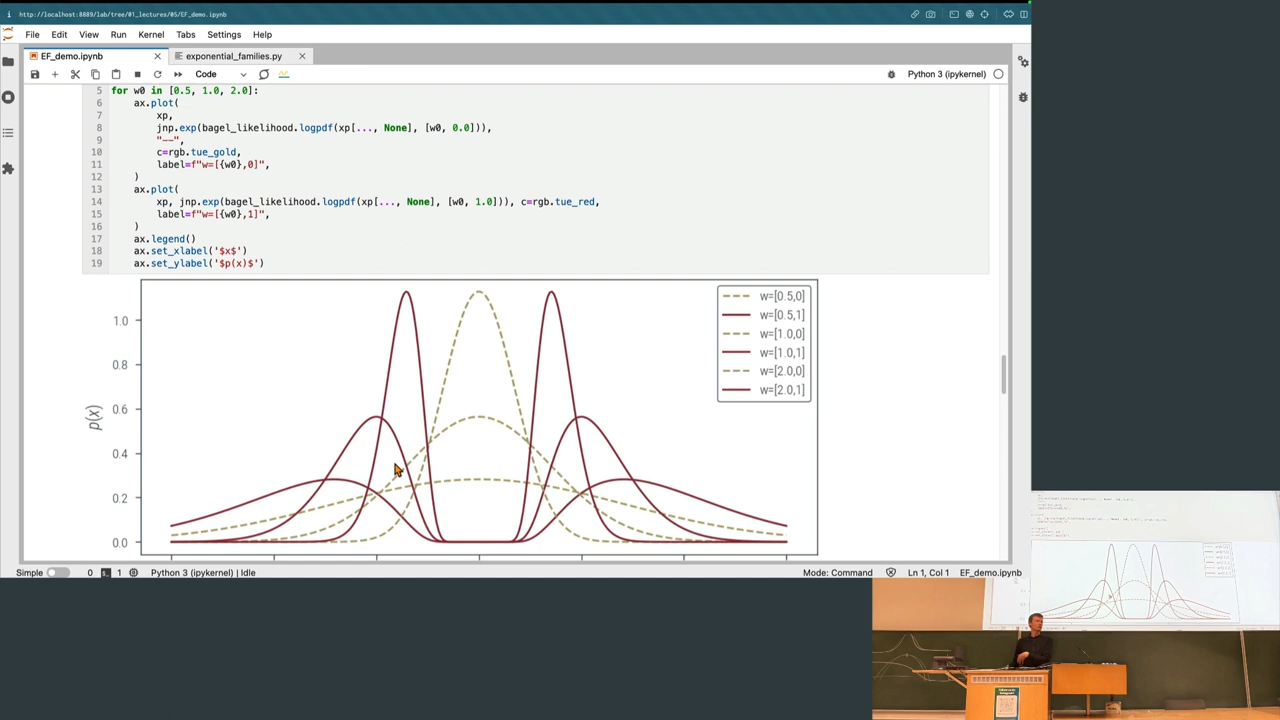 http://localhost:8889/lab/tree/01_lectures/05/EF_demo.ipynb
File Edit View Run Kernel Tabs Settings Help
EF_demo.ipynb exponential_families.py
Code Python 3 (ipykernel)
5 for w0 in [0.5, 1.0, 2.0]:
6 ax.plot(
7 xp,
8 jnp.exp(bagel_likelihood.logpdf(xp[..., None], [w0, 0.0])),
9 "--",
10 c=rgb.tue_gold,
11 label=f"w=[{w0},0]",
12 )
13 ax.plot(
14 xp, jnp.exp(bagel_likelihood.logpdf(xp[..., None], [w0, 1.0])), c=rgb.tue_red,
15 label=f"w=[{w0},1]",
16 )
17 ax.legend()
18 ax.set_xlabel('$x$')
19 ax.set_ylabel('$p(x)$')
w=[0.5,0]
w=[0.5,1]
w=[1.0,0]
w=[1.0,1]
w=[2.0,0]
w=[2.0,1]
1.0
0.8
0.6
0.4
0.2
0.0
p(x)
Simple 0 1 Python 3 (ipykernel) | Idle Mode: Command Ln 1, Col 1 EF_demo.ipynb